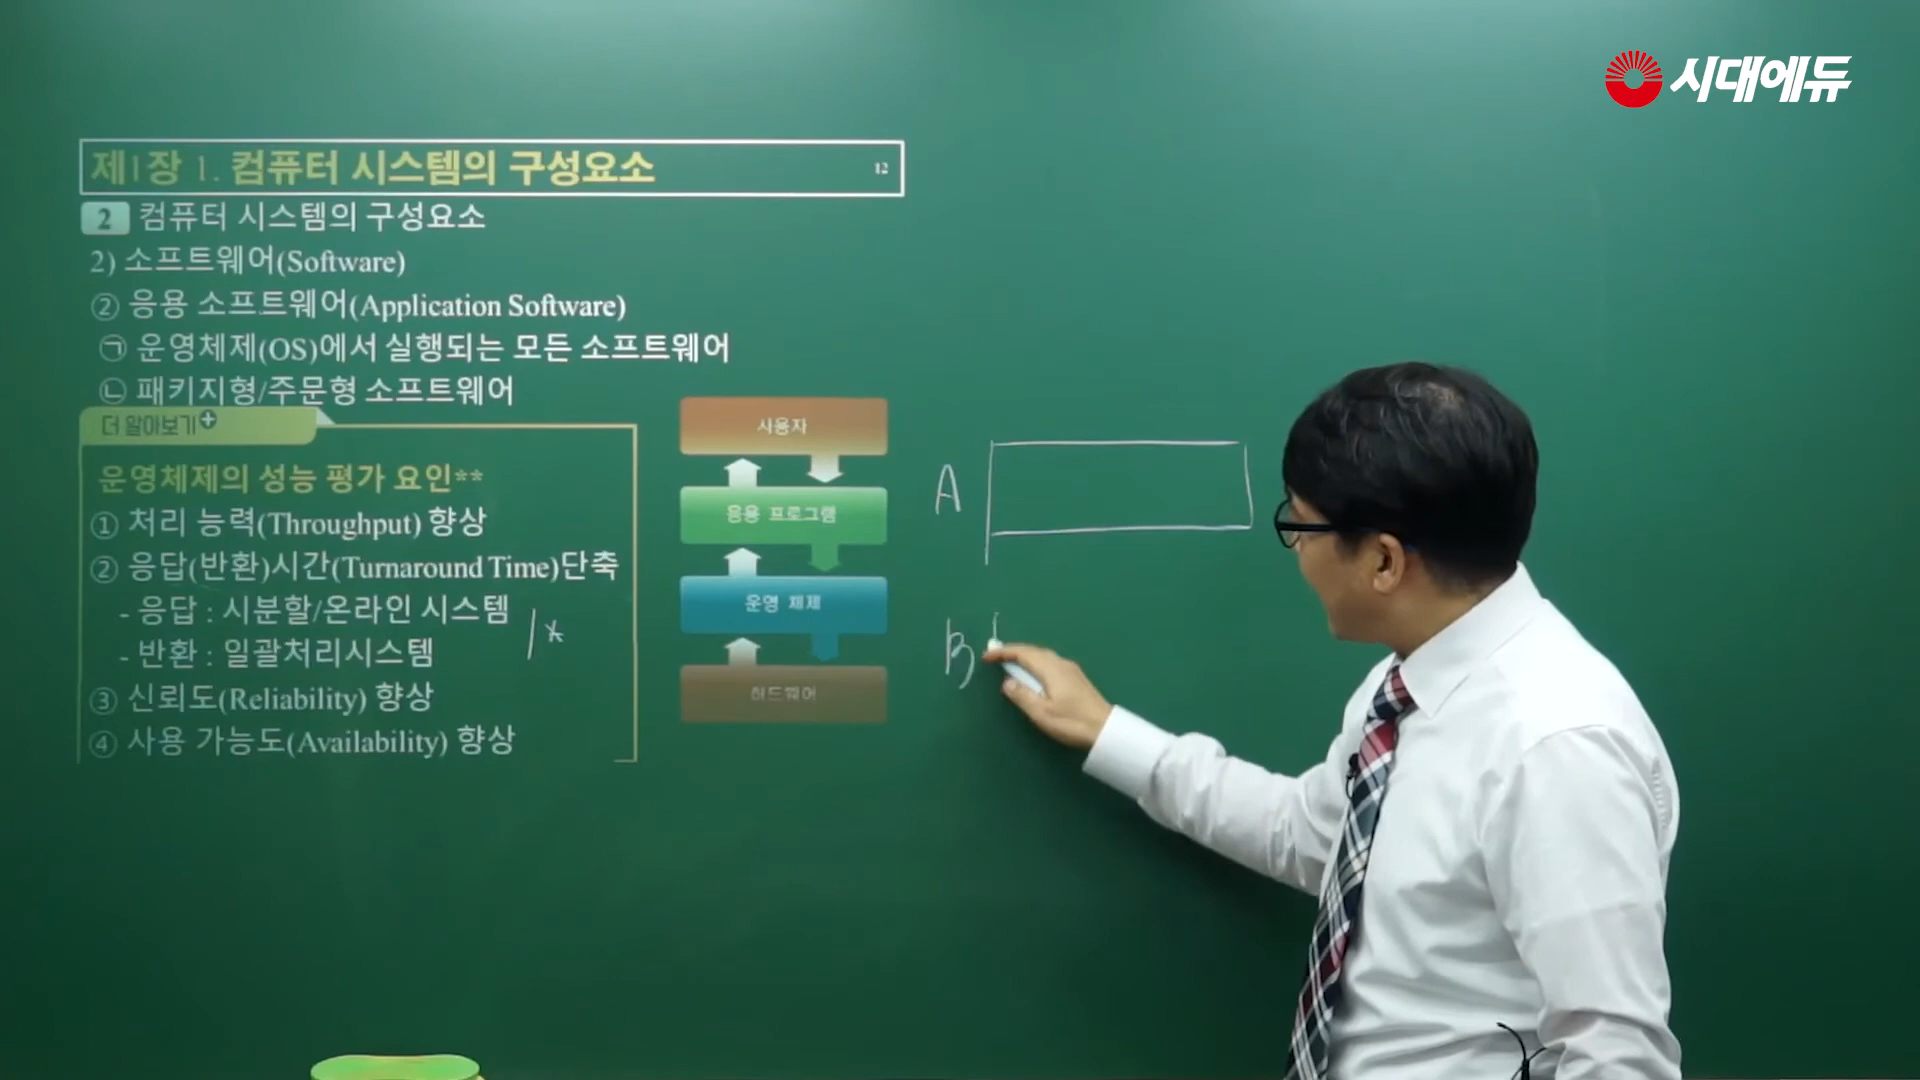 시대에듀
제1장 1. 컴퓨터 시스템의 구성요소 12
2 컴퓨터 시스템의 구성요소
2) 소프트웨어(Software)
② 응용 소프트웨어(Application Software)
㉠ 운영체제(OS)에서 실행되는 모든 소프트웨어
㉡ 패키지형/주문형 소프트웨어
더 알아보기+
운영체제의 성능 평가 요인**
① 처리 능력(Throughput) 향상
② 응답(반환)시간(Turnaround Time)단축
- 응답 : 시분할/온라인 시스템
- 반환 : 일괄처리시스템
③ 신뢰도(Reliability) 향상
④ 사용 가능도(Availability) 향상
사용자
응용 프로그램
운영 체제
하드웨어
A
B